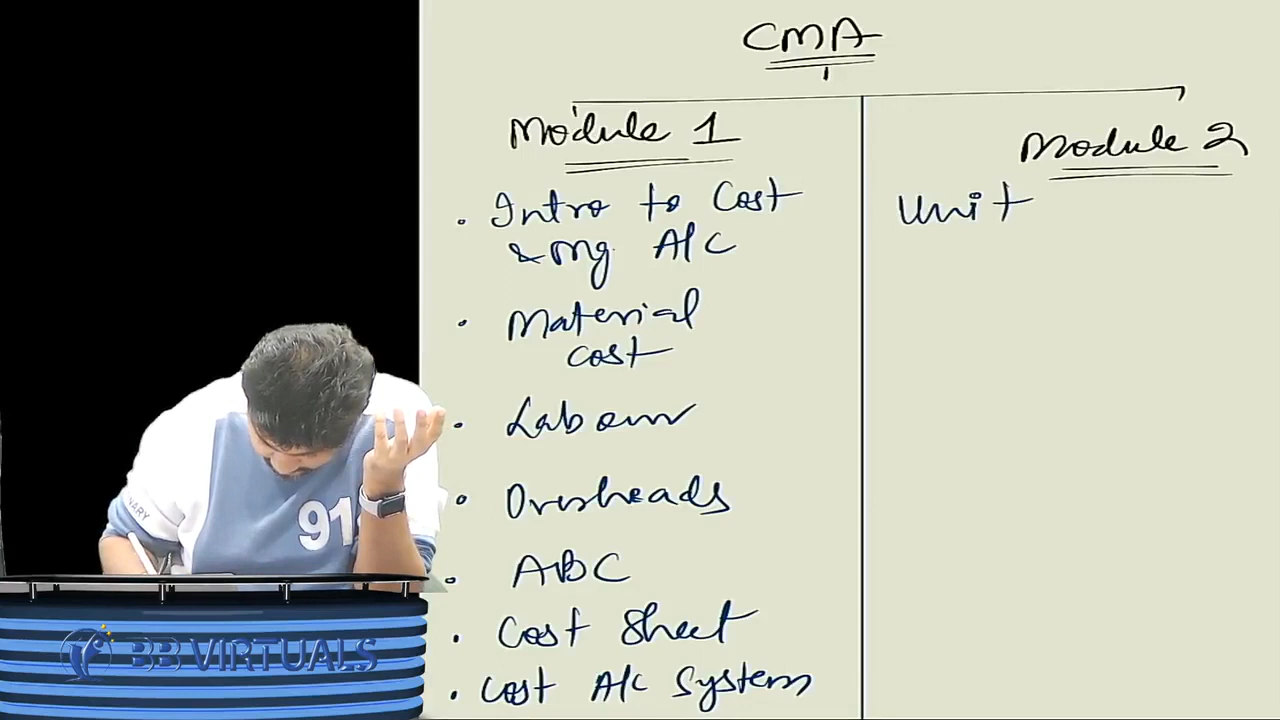 CMA
Module 1
. Intro to Cost
& Mg A/C
. Material
cost
. Labour
. Overheads
. ABC
. Cost Sheet
. Cost A/c System
Module 2
Unit
91
NARY
BB VIRTUALS